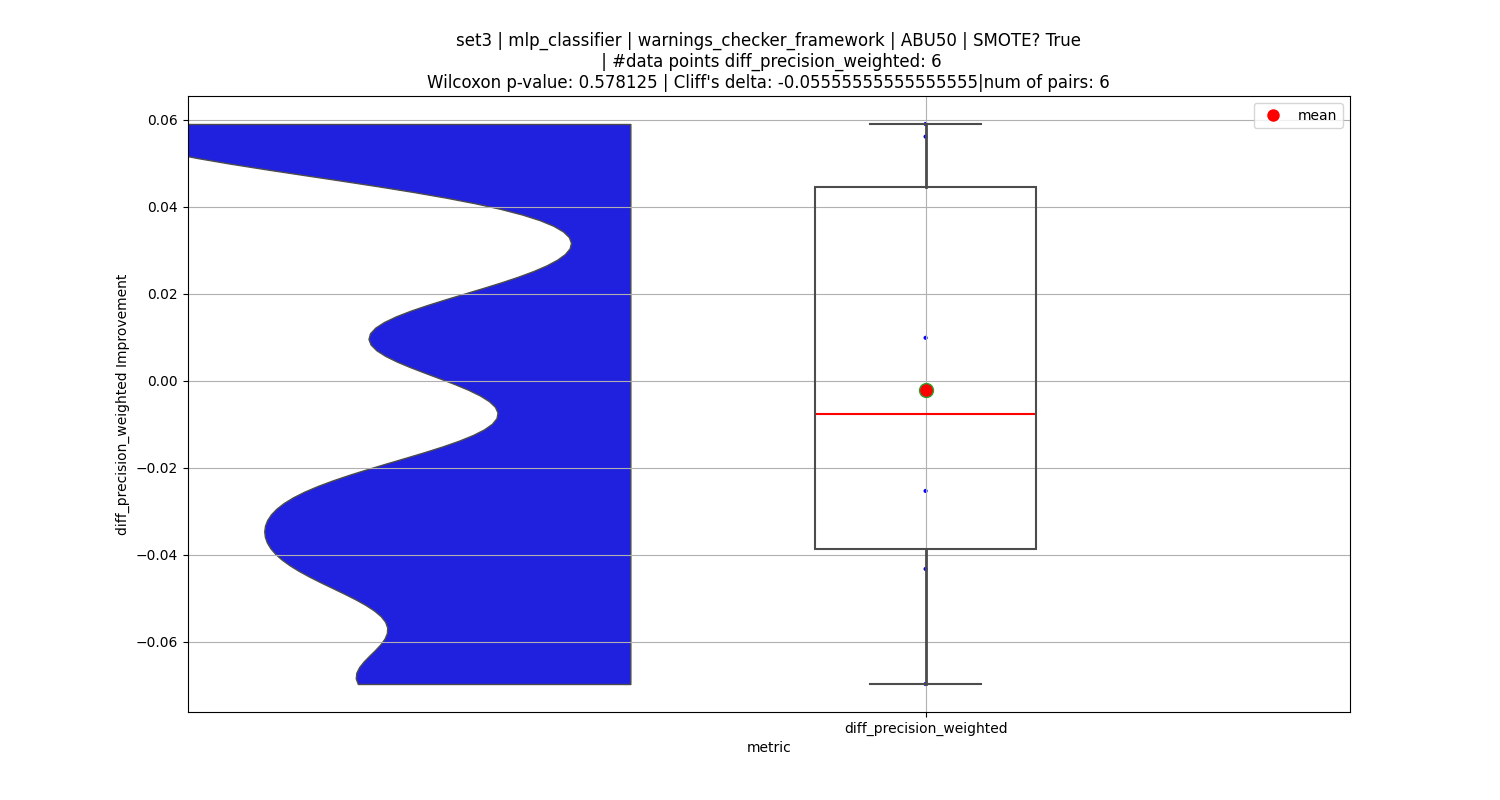 set3 | mlp_classifier | warnings_checker_framework | ABU50 | SMOTE? True
| #data points diff_precision_weighted: 6
Wilcoxon p-value: 0.578125 | Cliff's delta: -0.05555555555555555|num of pairs: 6
mean
0.06
0.04
0.02
0.00
−0.02
−0.04
−0.06
diff_precision_weighted Improvement
diff_precision_weighted
metric